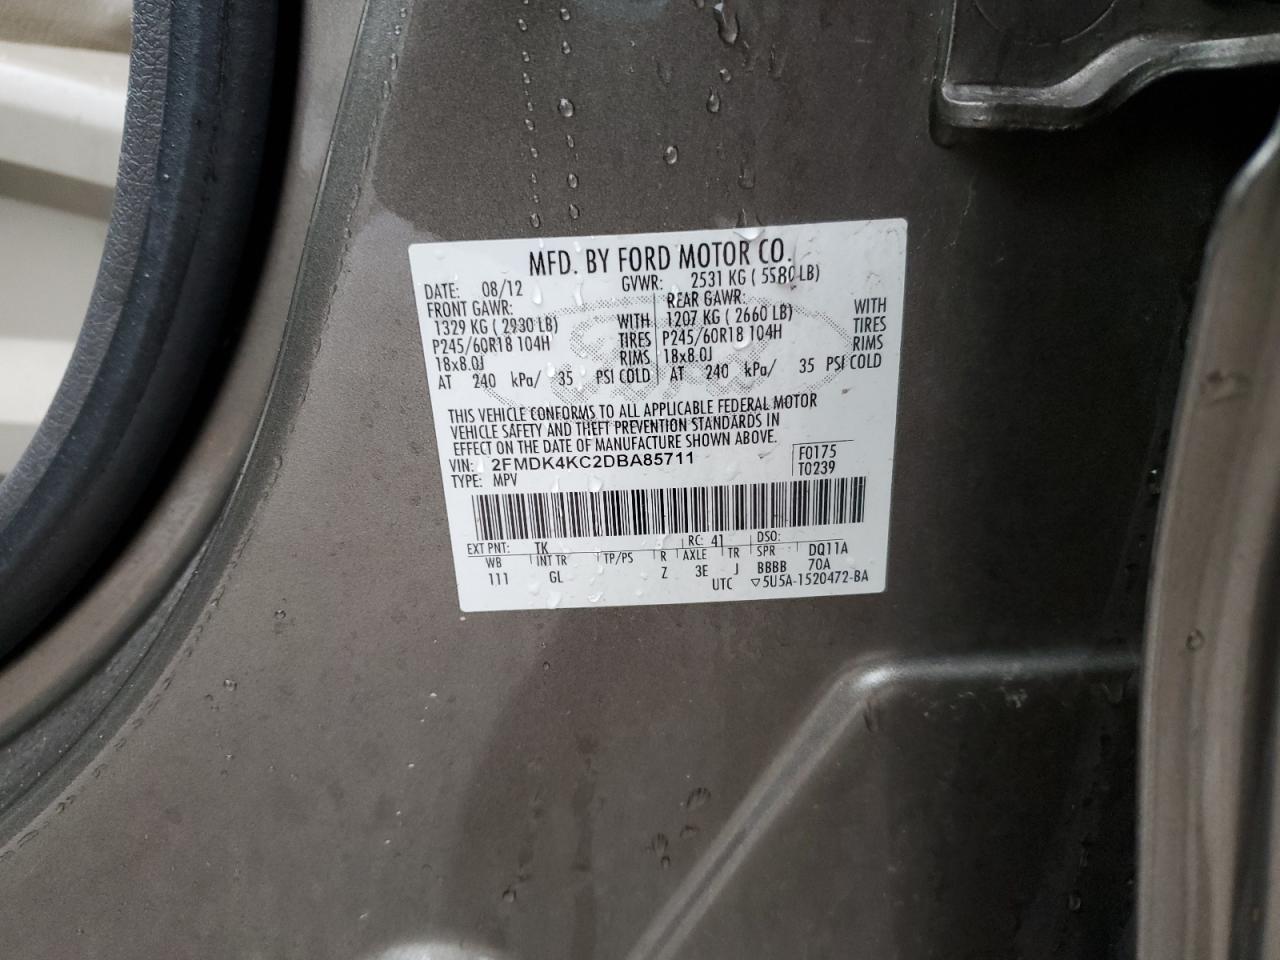 MFD. BY FORD MOTOR CO.
DATE: 08/12 GVWR: 2531 KG ( 5580 LB)
FRONT GAWR: REAR GAWR:
1329 KG ( 2930 LB) WITH 1207 KG ( 2660 LB) WITH
P245/60R18 104H TIRES P245/60R18 104H TIRES
18x8.0J RIMS 18x8.0J RIMS
AT 240 kPa/ 35 PSI COLD AT 240 kPa/ 35 PSI COLD
THIS VEHICLE CONFORMS TO ALL APPLICABLE FEDERAL MOTOR
VEHICLE SAFETY AND THEFT PREVENTION STANDARDS IN
EFFECT ON THE DATE OF MANUFACTURE SHOWN ABOVE.
VIN: 2FMDK4KC2DBA85711 F0175
TYPE: MPV T0239
EXT PNT: TK RC: 41 DSO:
WB INT TR TP/PS R AXLE TR SPR DQ11A
111 GL Z 3E J BBBB 70A
UTC ▽5U5A-1520472-BA